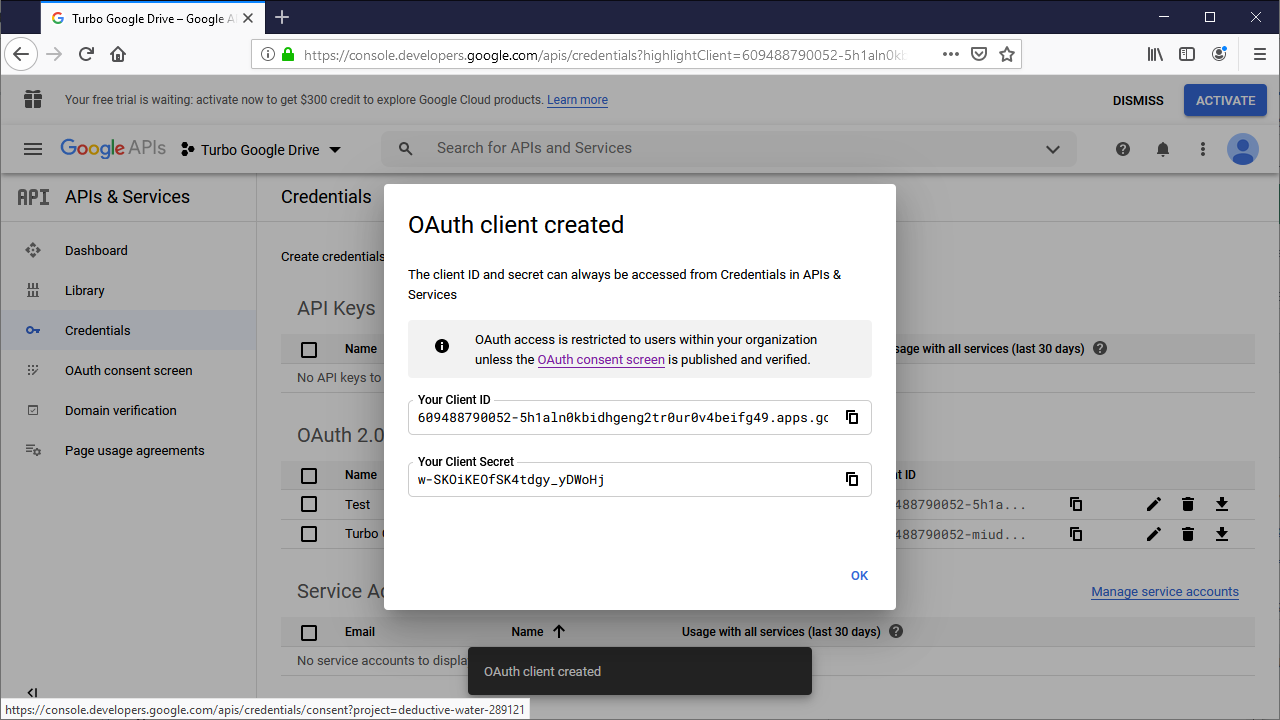 Turbo Google Drive – Google A
https://console.developers.google.com/apis/credentials?highlightClient=609488790052-5h1aln0kb
Your free trial is waiting: activate now to get $300 credit to explore Google Cloud products. Learn more
DISMISS
ACTIVATE
Google APIs
Turbo Google Drive
Search for APIs and Services
API
APIs & Services
Credentials
Dashboard
Library
Credentials
OAuth consent screen
Domain verification
Page usage agreements
Create credentials
API Keys
Name
sage with all services (last 30 days)
No API keys to
OAuth 2.0
Name
nt ID
Test
488790052-5h1a...
Turbo
488790052-miud...
Service Ac
Manage service accounts
Email
Name
Usage with all services (last 30 days)
No service accounts to displa
OAuth client created
The client ID and secret can always be accessed from Credentials in APIs &
Services
OAuth access is restricted to users within your organization
unless the OAuth consent screen is published and verified.
Your Client ID
609488790052-5h1aln0kbidhgeng2tr0ur0v4beifg49.apps.go
Your Client Secret
w-SKOiKEOfSK4tdgy_yDWoHj
OK
OAuth client created
https://console.developers.google.com/apis/credentials/consent?project=deductive-water-289121